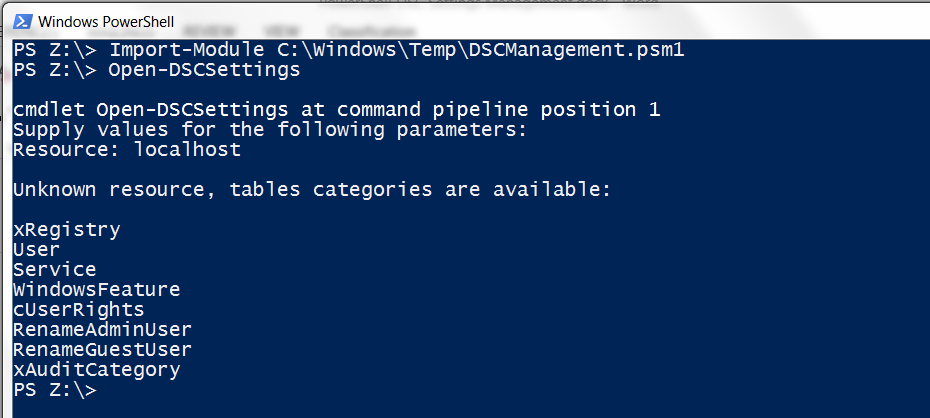 Windows PowerShell
PS Z:\> Import-Module C:\Windows\Temp\DSCManagement.psm1
PS Z:\> Open-DSCSettings
cmdlet Open-DSCSettings at command pipeline position 1
Supply values for the following parameters:
Resource: localhost
Unknown resource, tables categories are available:
xRegistry
User
Service
WindowsFeature
cUserRights
RenameAdminUser
RenameGuestUser
xAuditCategory
PS Z:\>